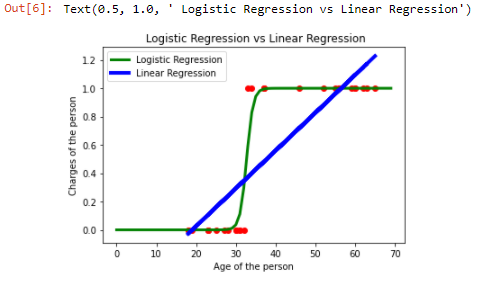 Out[6]: Text(0.5, 1.0, ' Logistic Regression vs Linear Regression')
Logistic Regression vs Linear Regression
Logistic Regression
Linear Regression
Charges of the person
1.2
1.0
0.8
0.6
0.4
0.2
0.0
0 10 20 30 40 50 60 70
Age of the person